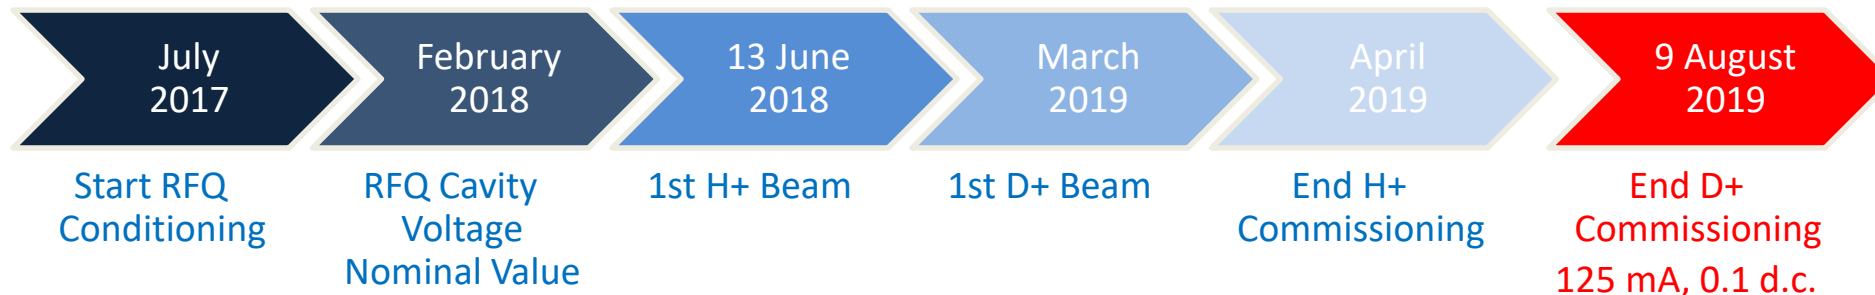 July
2017
February
2018
13 June
2018
March
2019
April
2019
9 August
2019
Start RFQ
Conditioning
RFQ Cavity
Voltage
Nominal Value
1st H+ Beam
1st D+ Beam
End H+
Commissioning
End D+
Commissioning
125 mA, 0.1 d.c.